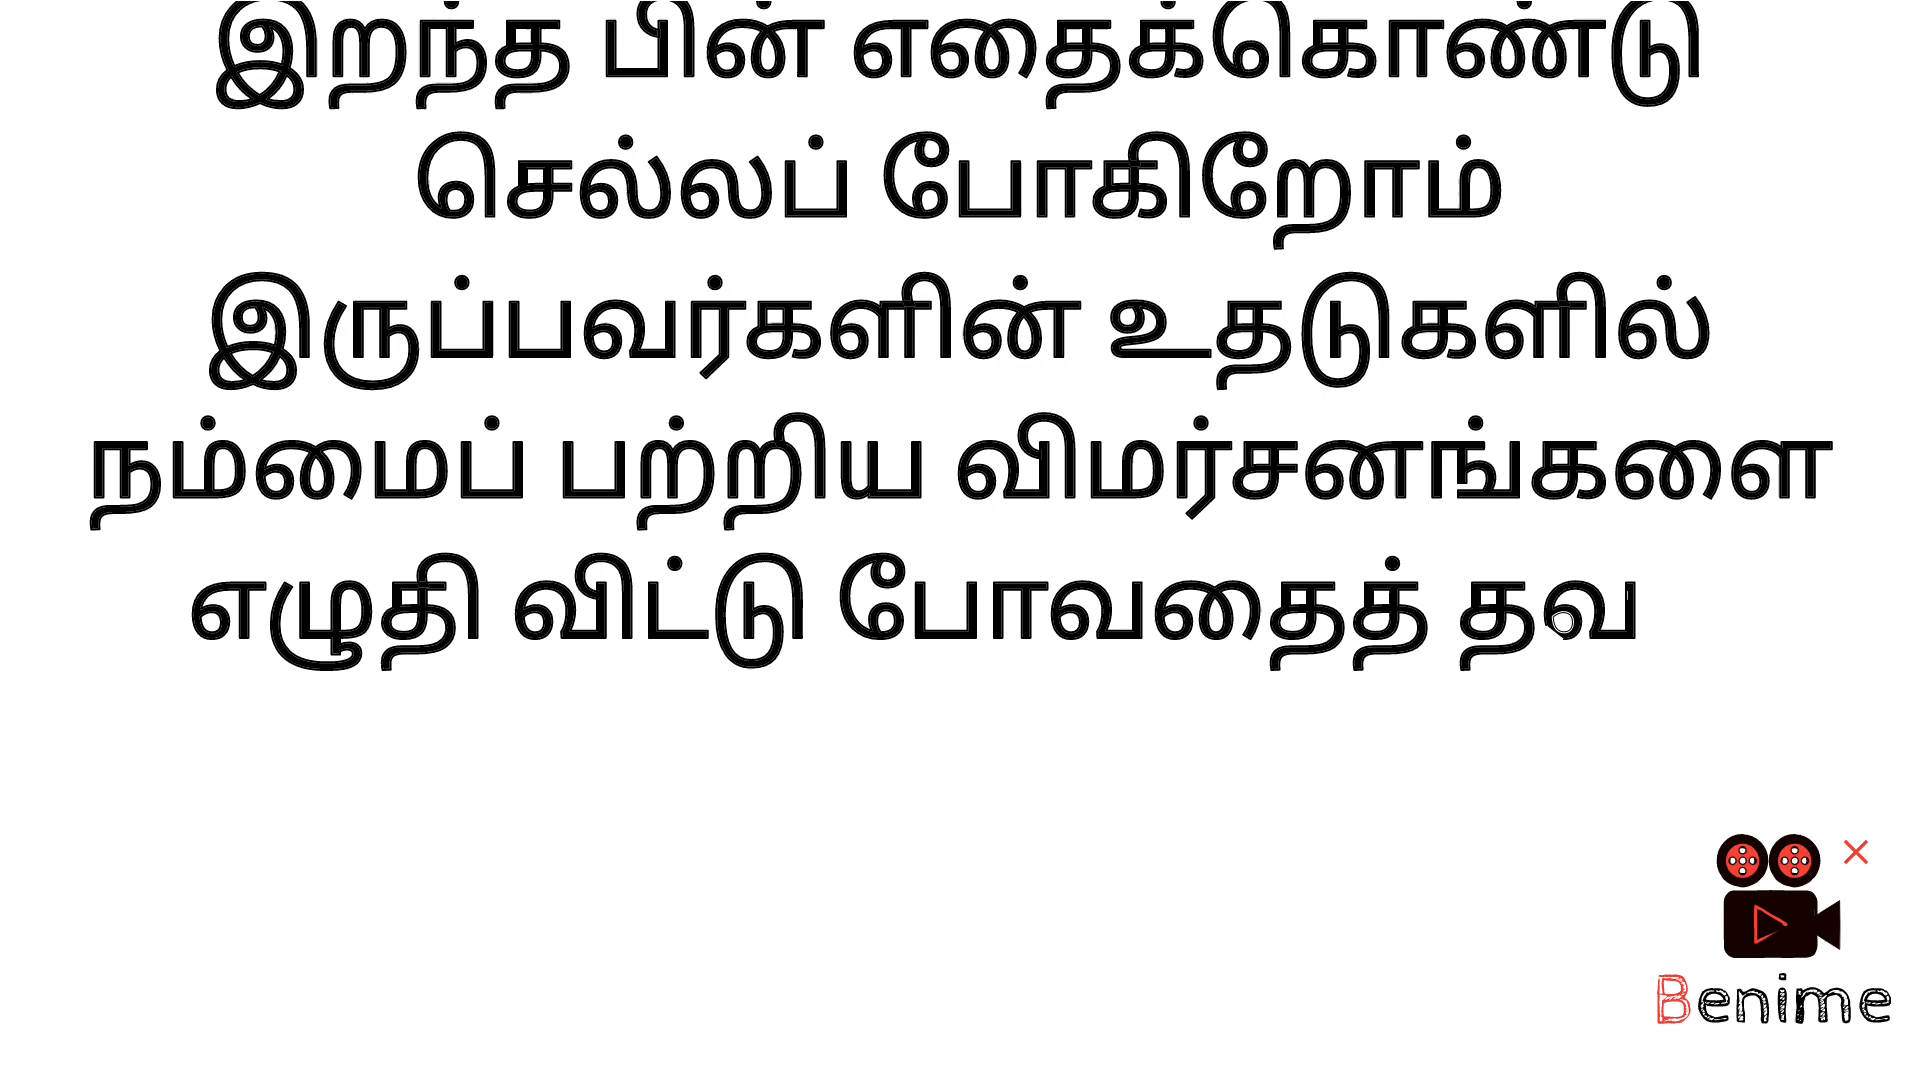 இறந்த பின் எதைக்கொண்டு
செல்லப் போகிறோம்
இருப்பவர்களின் உதடுகளில்
நம்மைப் பற்றிய விமர்சனங்களை
எழுதி விட்டு போவதைத் தவ
Benime